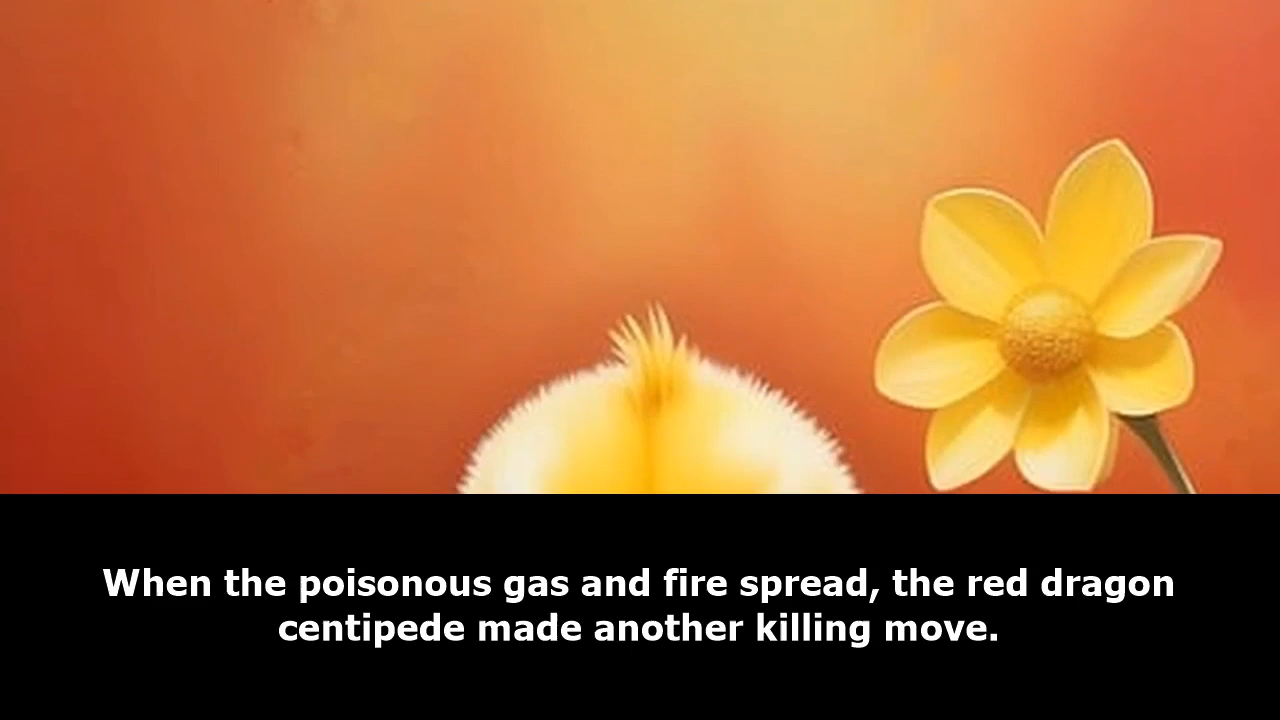 When the poisonous gas and fire spread, the red dragon
centipede made another killing move.